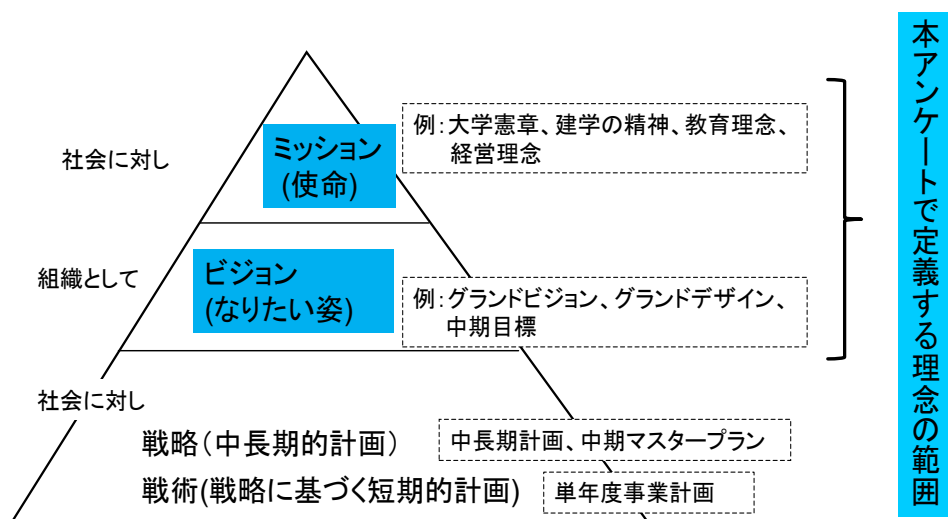 社会に対し
ミッション
(使命)
例:大学憲章、建学の精神、教育理念、
経営理念
組織として
ビジョン
(なりたい姿)
例:グランドビジョン、グランドデザイン、
中期目標
社会に対し
戦略(中長期的計画)
中長期計画、中期マスタープラン
戦術(戦略に基づく短期的計画)
単年度事業計画
本アンケートで定義する理念の範囲